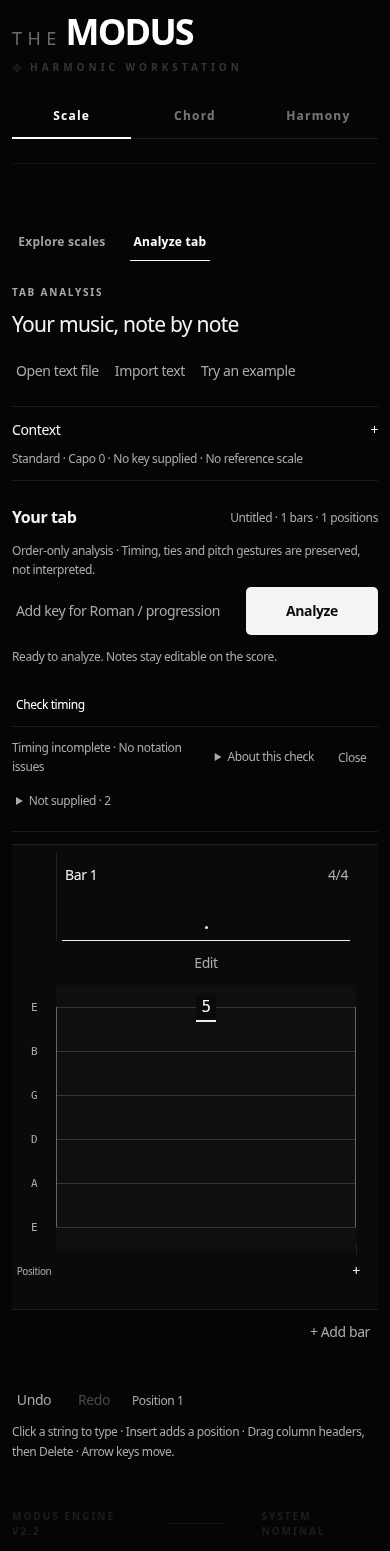 THE MODUS
HARMONIC WORKSTATION
Scale Chord Harmony
Explore scales Analyze tab
TAB ANALYSIS
Your music, note by note
Open text file Import text Try an example
Context +
Standard · Capo 0 · No key supplied · No reference scale
Your tab Untitled · 1 bars · 1 positions
Order-only analysis · Timing, ties and pitch gestures are preserved,
not interpreted.
Add key for Roman / progression Analyze
Ready to analyze. Notes stay editable on the score.
Check timing
Timing incomplete · No notation
issues
▶ About this check Close
▶ Not supplied · 2
Bar 1 4/4
Edit
E 5
B
G
D
A
E
Position +
+ Add bar
Undo Redo Position 1
Click a string to type · Insert adds a position · Drag column headers,
then Delete · Arrow keys move.
MODUS ENGINE
V2.2
SYSTEM
NOMINAL